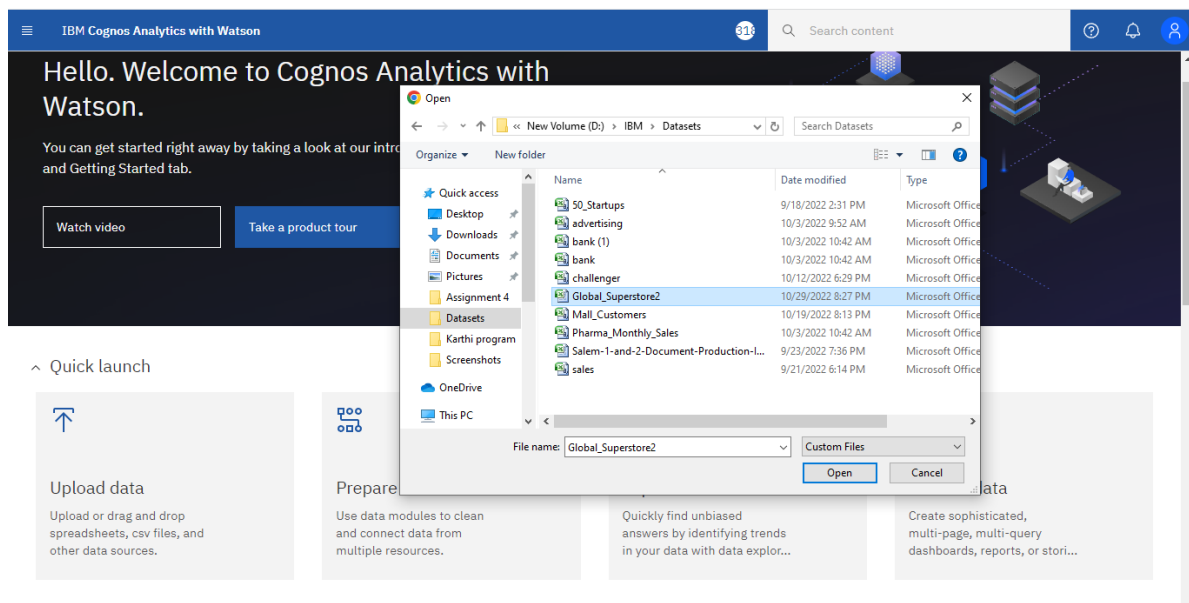 IBM Cognos Analytics with Watson
318
Search content
Hello. Welcome to Cognos Analytics with
Watson.
You can get started right away by taking a look at our intro
and Getting Started tab.
Watch video
Take a product tour
Open
« New Volume (D:) > IBM > Datasets
Search Datasets
Organize
New folder
Quick access
Desktop
Downloads
Documents
Pictures
Assignment 4
Datasets
Karthi program
Screenshots
OneDrive
This PC
Name Date modified Type
50_Startups 9/18/2022 2:31 PM Microsoft Office
advertising 10/3/2022 9:52 AM Microsoft Office
bank (1) 10/3/2022 10:42 AM Microsoft Office
bank 10/3/2022 10:42 AM Microsoft Office
challenger 10/12/2022 6:29 PM Microsoft Office
Global_Superstore2 10/29/2022 8:27 PM Microsoft Office
Mall_Customers 10/19/2022 8:13 PM Microsoft Office
Pharma_Monthly_Sales 10/3/2022 10:42 AM Microsoft Office
Salem-1-and-2-Document-Production-I... 9/23/2022 7:36 PM Microsoft Office
sales 9/21/2022 6:14 PM Microsoft Office
File name: Global_Superstore2
Custom Files
Open
Cancel
Quick launch
Upload data
Upload or drag and drop
spreadsheets, csv files, and
other data sources.
Prepare
Use data modules to clean
and connect data from
multiple resources.
Quickly find unbiased
answers by identifying trends
in your data with data explor...
data
Create sophisticated,
multi-page, multi-query
dashboards, reports, or stori...